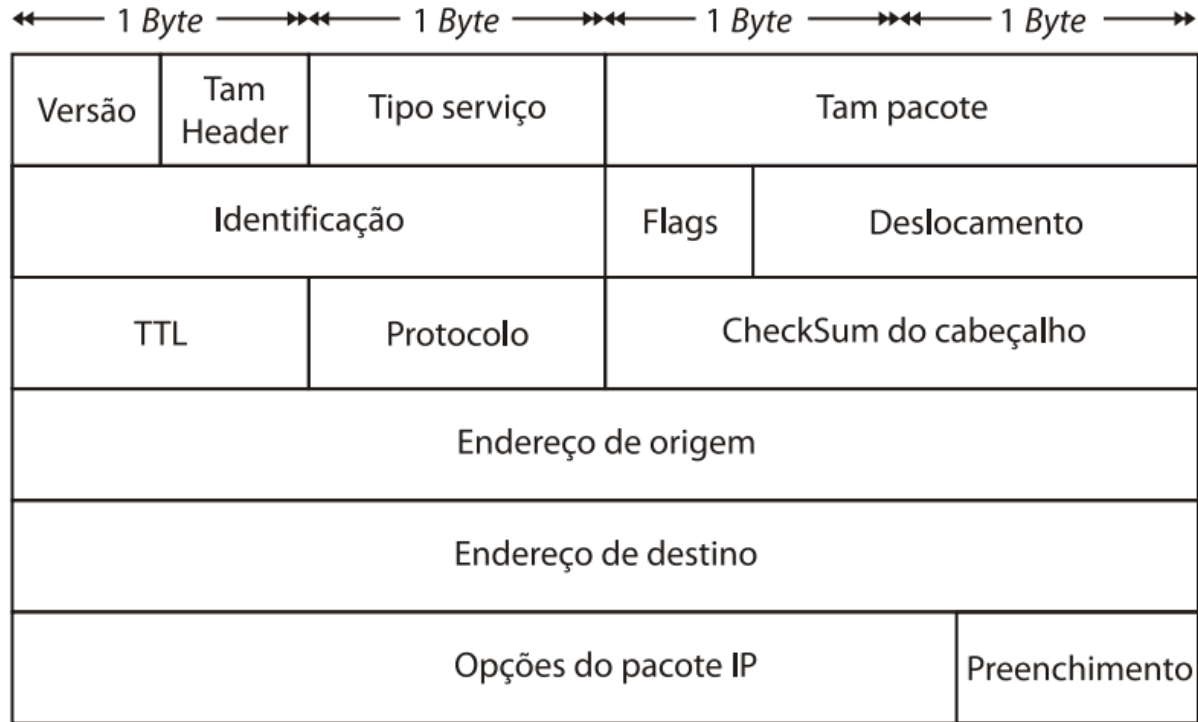 1 Byte 1 Byte 1 Byte 1 Byte
Versão
Tam
Header
Tipo serviço
Tam pacote
Identificação
Flags
Deslocamento
TTL
Protocolo
CheckSum do cabeçalho
Endereço de origem
Endereço de destino
Opções do pacote IP
Preenchimento